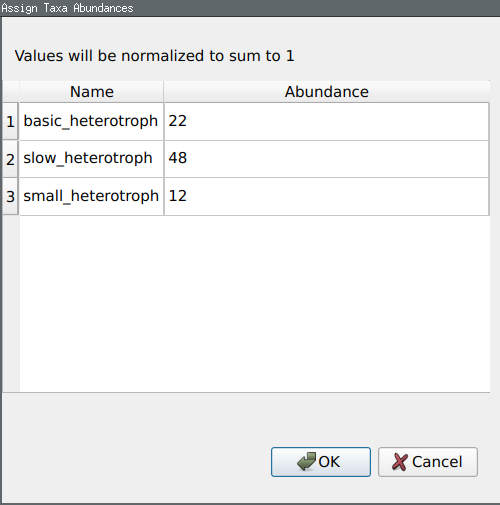 Assign Taxa Abundances
Values will be normalized to sum to 1
Name Abundance
1 basic_heterotroph 22
2 slow_heterotroph 48
3 small_heterotroph 12
OK Cancel